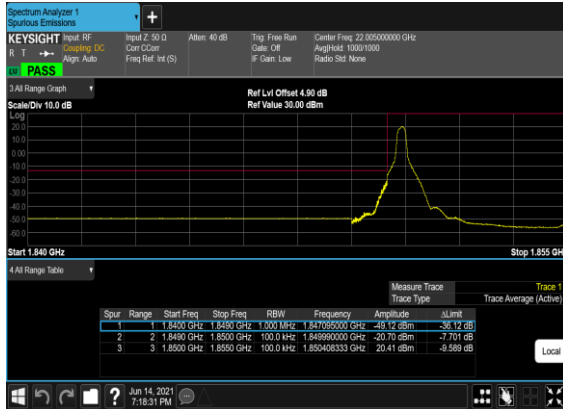 Spectrum Analyzer 1
Spurious Emissions
+
KEYSIGHT Input: RF
R T Coupling: DC
Align: Auto
Input Z: 50 Ω
Corr CCorr
Freq Ref: Int (S)
Atten: 40 dB
Trig: Free Run
Gate: Off
IF Gain: Low
Center Freq: 22.005000000 GHz
Avg|Hold: 1000/1000
Radio Std: None
PASS
3 All Range Graph
Scale/Div 10.0 dB
Ref Lvl Offset 4.90 dB
Ref Value 30.00 dBm
Log
20.0
10.0
0.00
-10.0
-20.0
-30.0
-40.0
-50.0
-60.0
Start 1.840 GHz
Stop 1.855 GH
4 All Range Table
Measure Trace Trace 1
Trace Type Trace Average (Active)
Spur Range Start Freq Stop Freq RBW Frequency Amplitude ΔLimit
1 1 1.8400 GHz 1.8490 GHz 1.000 MHz 1.847095000 GHz -49.12 dBm -36.12 dB
2 2 1.8490 GHz 1.8500 GHz 100.0 kHz 1.849990000 GHz -20.70 dBm -7.701 dB
3 3 1.8500 GHz 1.8550 GHz 100.0 kHz 1.850408333 GHz 20.41 dBm -9.589 dB
Local
?
Jun 14, 2021
7:18:31 PM